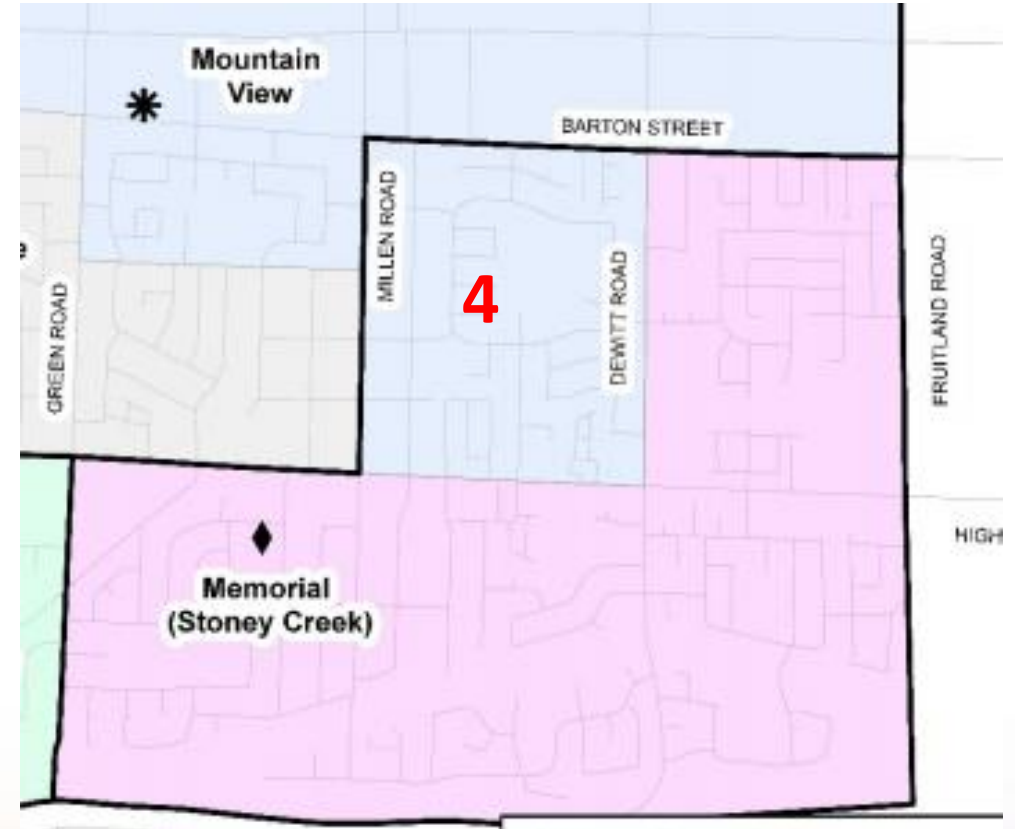 Mountain
View
BARTON STREET
MILLEN ROAD
4
DEWITT ROAD
FRUITLAND ROAD
GREEN ROAD
HIGH
Memorial
(Stoney Creek)